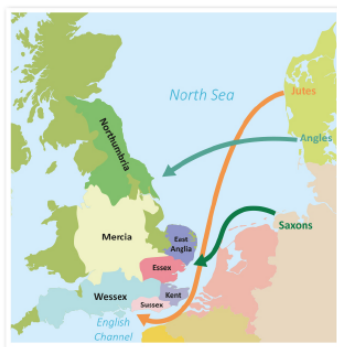 Jutes
North Sea
Northumbria
Angles
Saxons
Mercia
East
Anglia
Essex
Wessex
Kent
Sussex
English
Channel